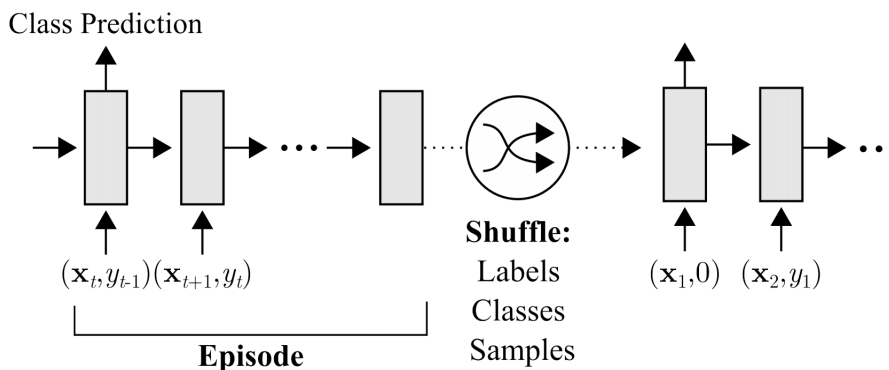 Class Prediction
(x_t,y_{t-1})(x_{t+1},y_t)
Episode
Shuffle:
Labels
Classes
Samples
(x_1,0) (x_2,y_1)